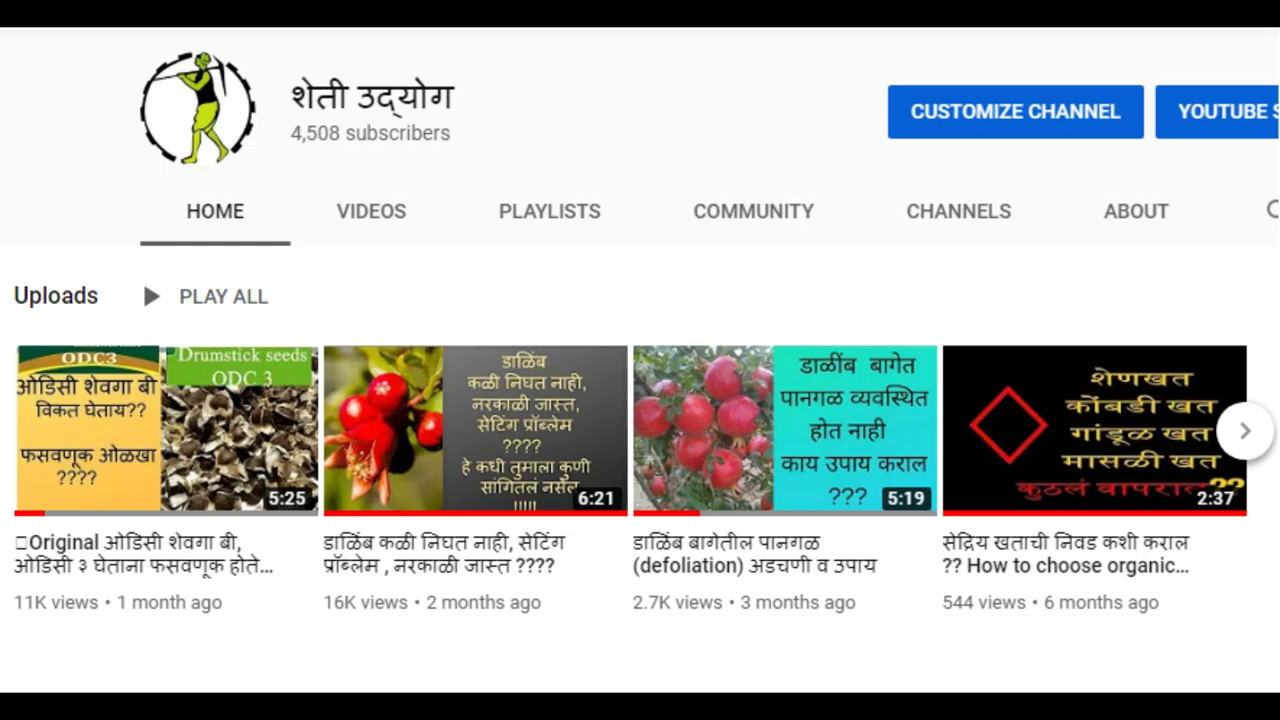 शेती उद्योग
4,508 subscribers
CUSTOMIZE CHANNEL
YOUTUBE S
HOME
VIDEOS
PLAYLISTS
COMMUNITY
CHANNELS
ABOUT
Uploads
PLAY ALL
ODC3
ओडिसी शेवगा बी
विकत घेताय??
फसवणूक ओळखा
????
Drumstick seeds
ODC 3
5:25
डाळिंब
कळी निघत नाही,
नरकाळी जास्त,
सेटिंग प्रॉब्लेम
????
हे कधी तुमाला कुणी
सांगितलं नसेल
!!!!!
6:21
डाळींब बागेत
पानगळ व्यवस्थित
होत नाही
काय उपाय कराल
???
5:19
शेणखत
कोंबडी खत
गांडूळ खत
मासळी खत
कुठलं वापराल??
2:37
Original ओडिसी शेवगा बी,
ओडिसी ३ घेताना फसवणूक होते...
11K views • 1 month ago
डाळिंब कळी निघत नाही, सेटिंग
प्रॉब्लेम , नरकाळी जास्त ????
16K views • 2 months ago
डाळिंब बागेतील पानगळ
(defoliation) अडचणी व उपाय
2.7K views • 3 months ago
सेद्रिय खताची निवड कशी कराल
?? How to choose organic...
544 views • 6 months ago